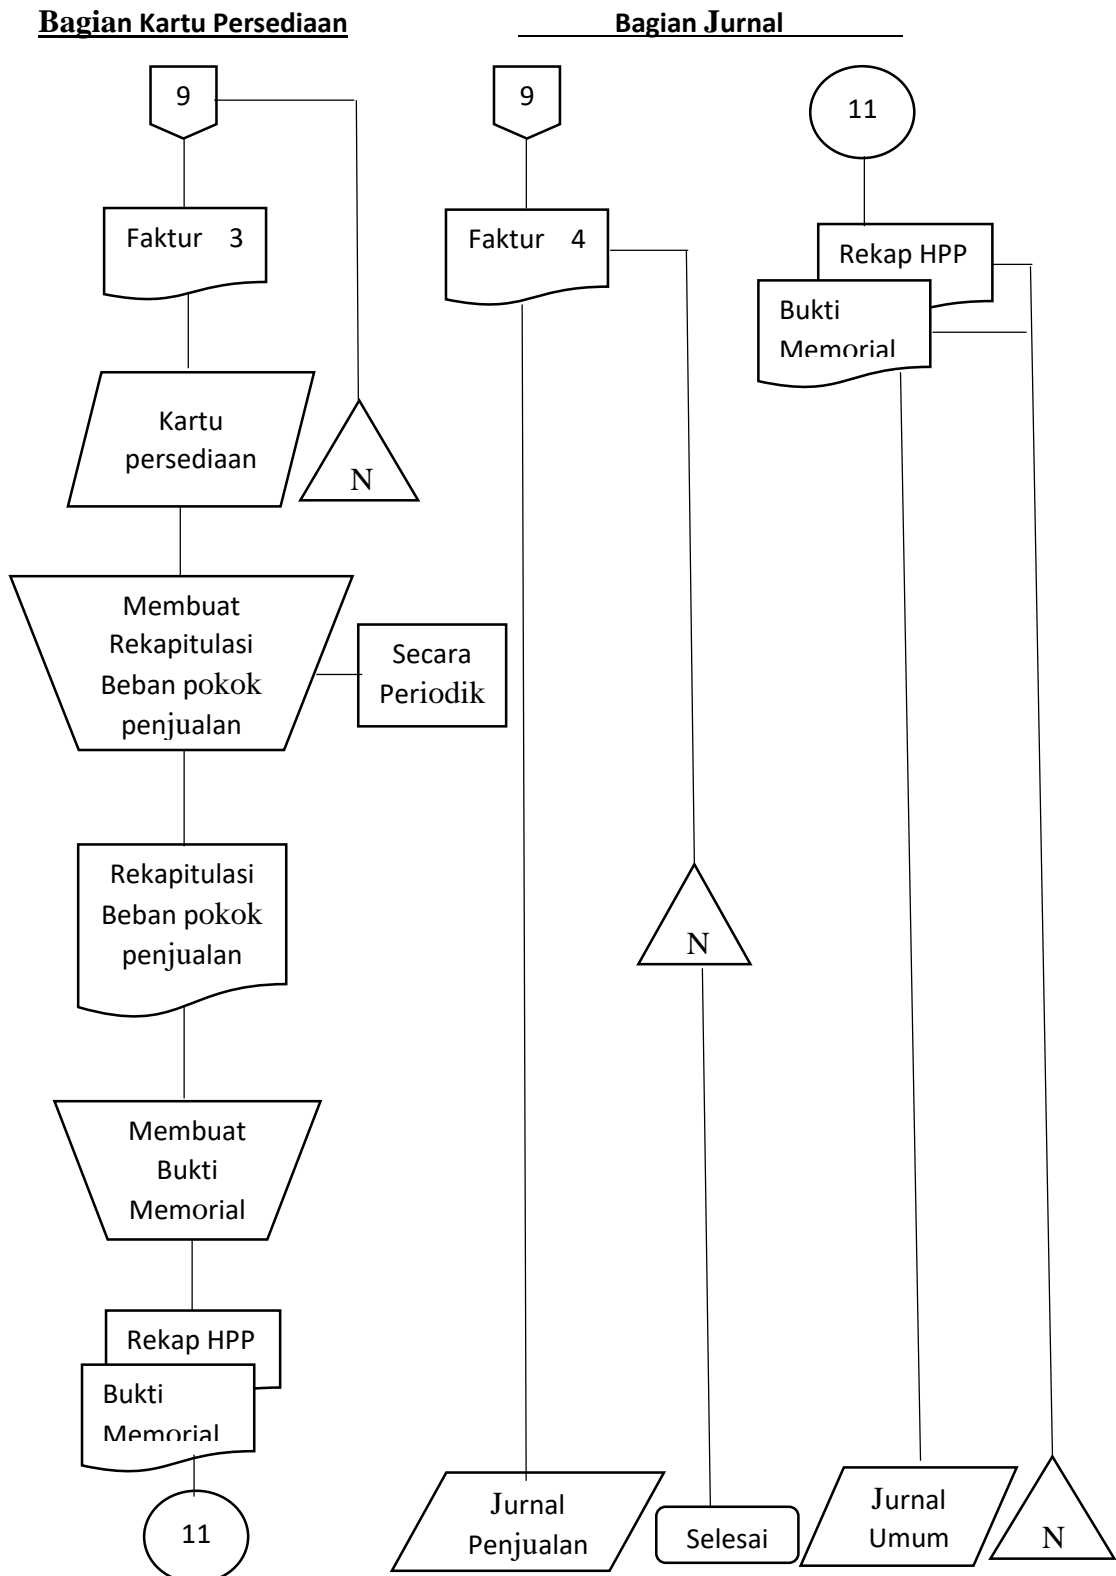 Bagian Kartu Persediaan
Bagian Jurnal
9
Faktur 3
Kartu
persediaan
N
Membuat
Rekapitulasi
Beban pokok
penjualan
Secara
Periodik
Rekapitulasi
Beban pokok
penjualan
Membuat
Bukti
Memorial
Rekap HPP
Bukti
Memorial
11
9
Faktur 4
N
Jurnal
Penjualan
Selesai
11
Rekap HPP
Bukti
Memorial
Jurnal
Umum
N